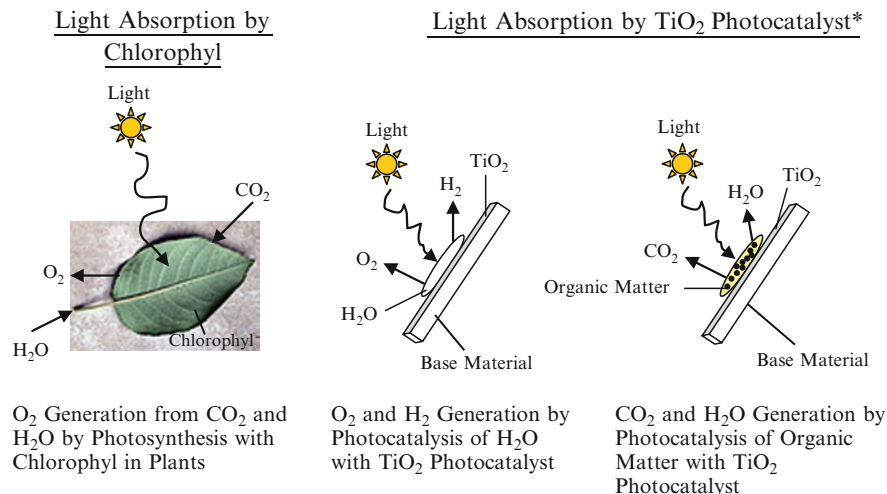 Light Absorption by
Chlorophyl
Light
CO₂
O₂
H₂O
Chlorophyl
O₂ Generation from CO₂ and
H₂O by Photosynthesis with
Chlorophyl in Plants
Light Absorption by TiO₂ Photocatalyst*
Light
H₂
TiO₂
O₂
H₂O
Base Material
O₂ and H₂ Generation by
Photocatalysis of H₂O
with TiO₂ Photocatalyst
Light
H₂O
TiO₂
CO₂
Organic Matter
Base Material
CO₂ and H₂O Generation by
Photocatalysis of Organic
Matter with TiO₂
Photocatalyst